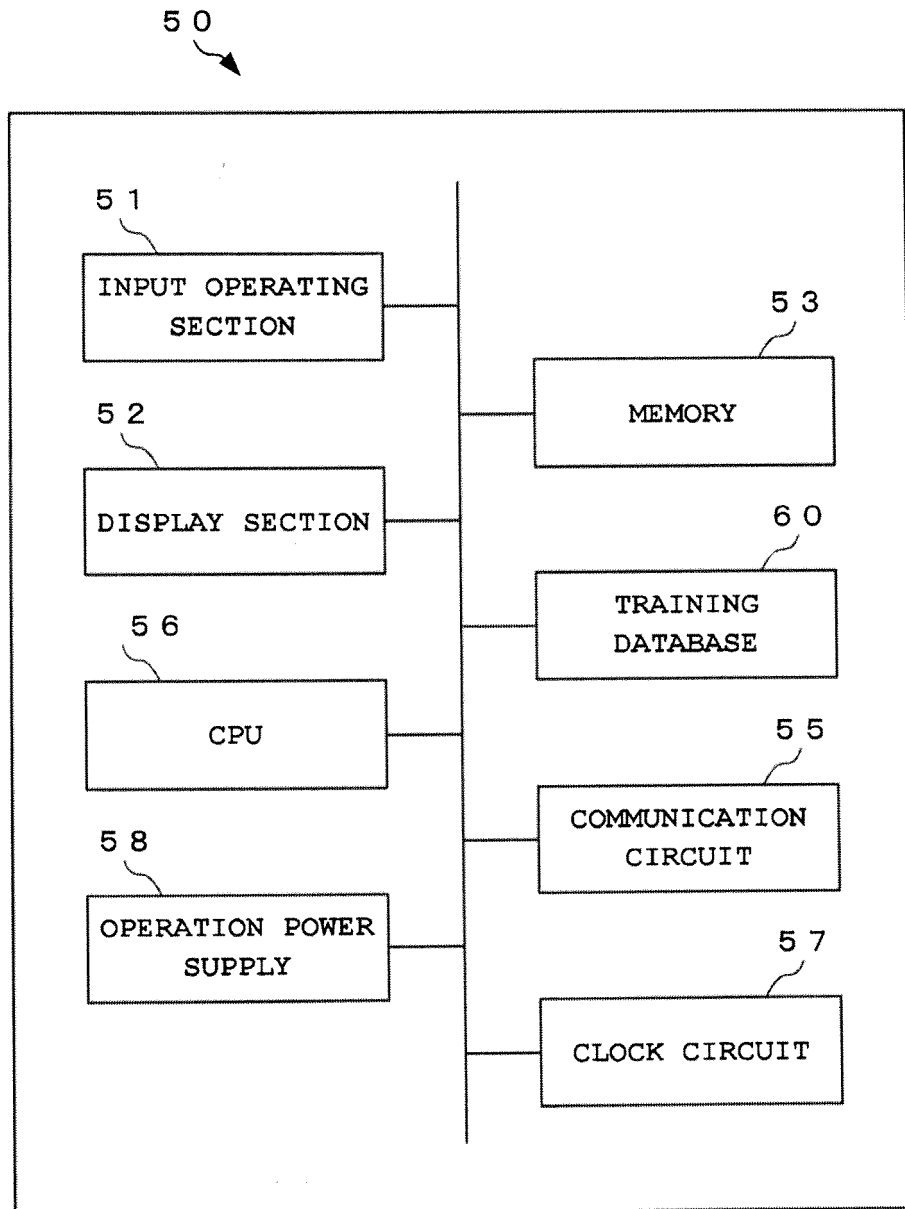 50
51
INPUT OPERATING
SECTION
53
MEMORY
52
DISPLAY SECTION
60
TRAINING
DATABASE
56
CPU
55
COMMUNICATION
CIRCUIT
58
OPERATION POWER
SUPPLY
57
CLOCK CIRCUIT